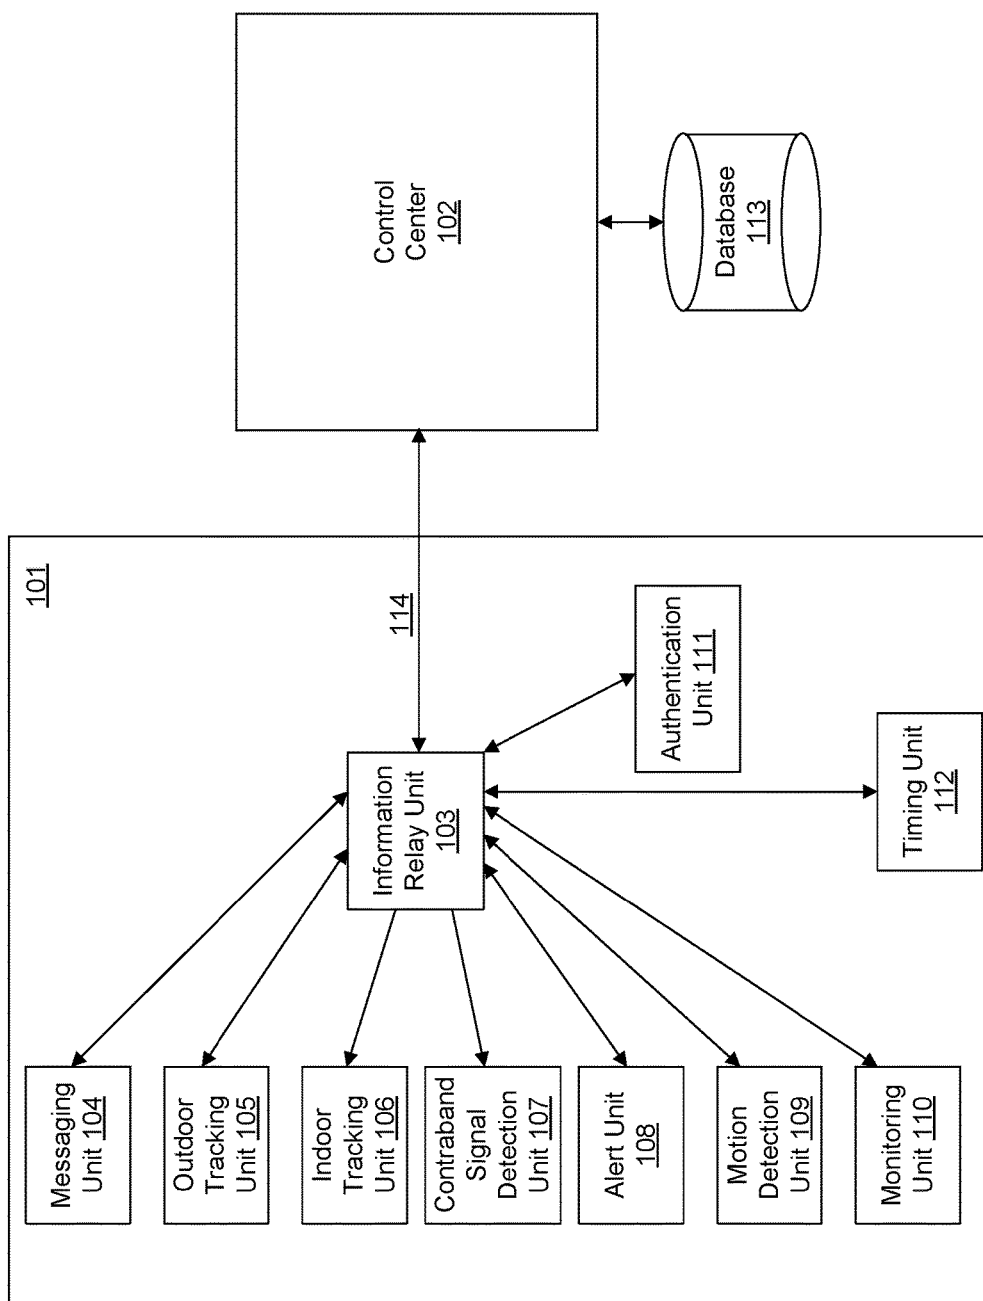 101
Messaging
Unit 104
Outdoor
Tracking
Unit 105
Indoor
Tracking
Unit 106
Contraband
Signal
Detection
Unit 107
Alert Unit
108
Motion
Detection
Unit 109
Monitoring
Unit 110
Information
Relay Unit
103
Authentication
Unit 111
Timing Unit
112
114
Control
Center
102
Database
113